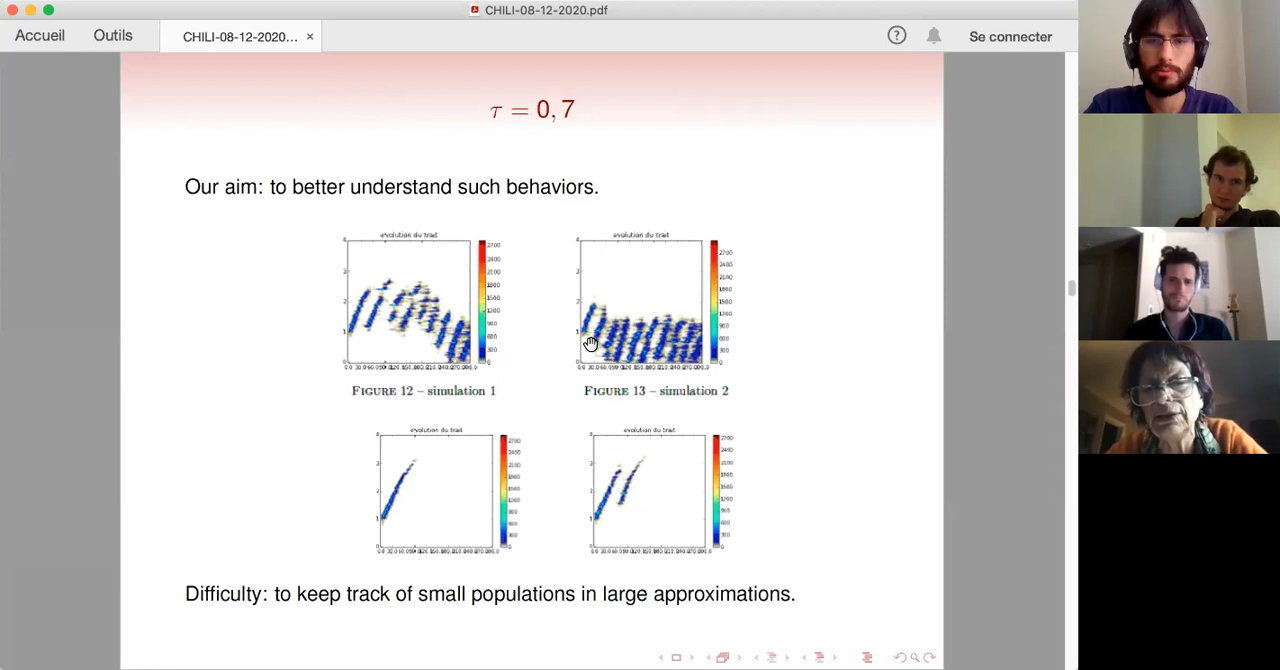 CHILI-08-12-2020.pdf
Accueil Outils CHILI-08-12-2020... × ? Se connecter
τ = 0, 7
Our aim: to better understand such behaviors.
evolution du trait
evolution du trait
FIGURE 12 – simulation 1
FIGURE 13 – simulation 2
evolution du trait
evolution du trait
Difficulty: to keep track of small populations in large approximations.